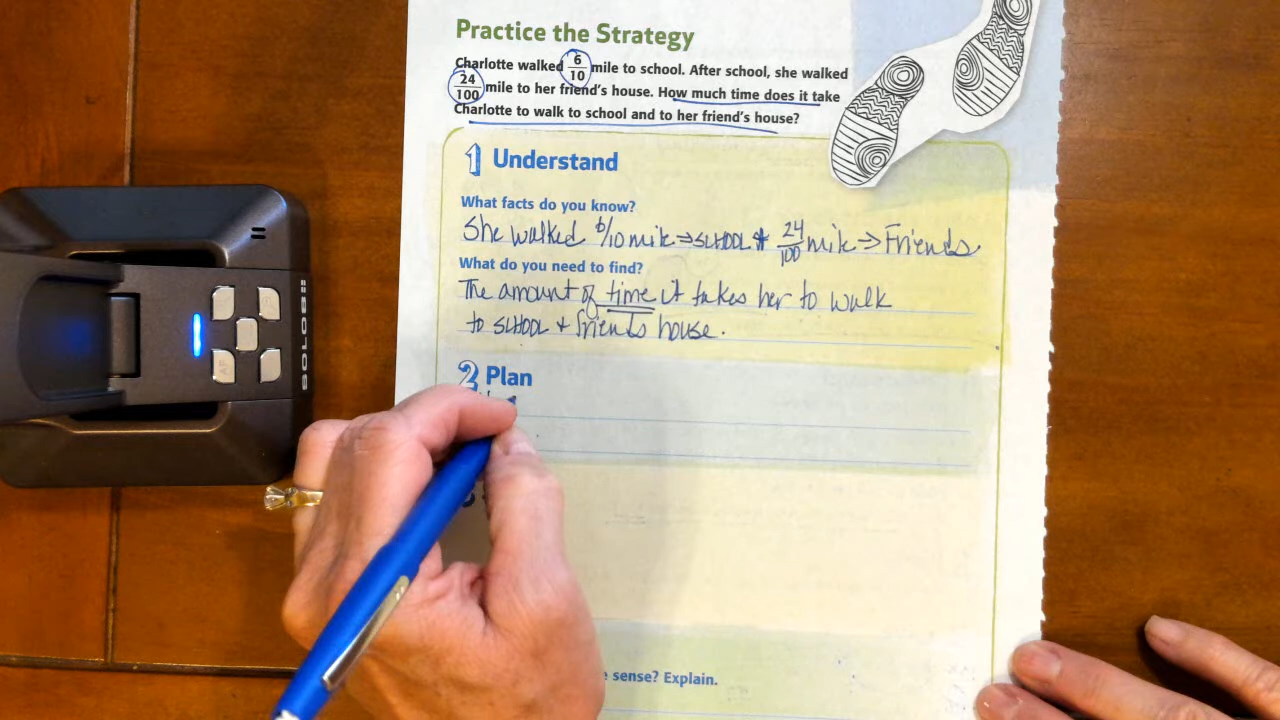 Practice the Strategy
Charlotte walked 6/10 mile to school. After school, she walked
24/100 mile to her friend's house. How much time does it take
Charlotte to walk to school and to her friend's house?
1 Understand
What facts do you know?
She walked 6/10 mile → SCHOOL + 24/100 mile → Friends
What do you need to find?
The amount of time it takes her to walk
to SCHOOL + friends house.
2 Plan
sense? Explain.
SOLO 8